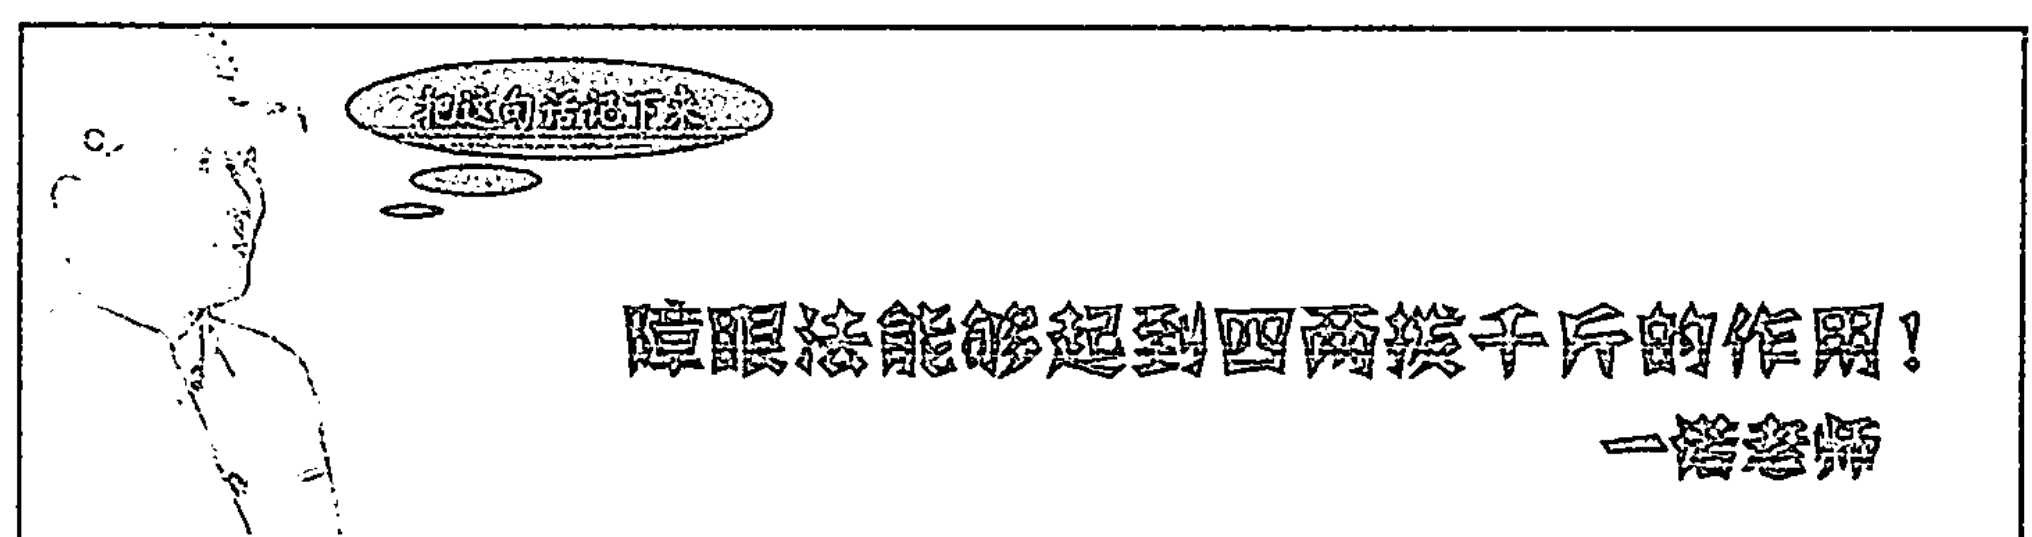 把这句话记下来
障眼法能够起到四两拨千斤的作用！
一诺老师